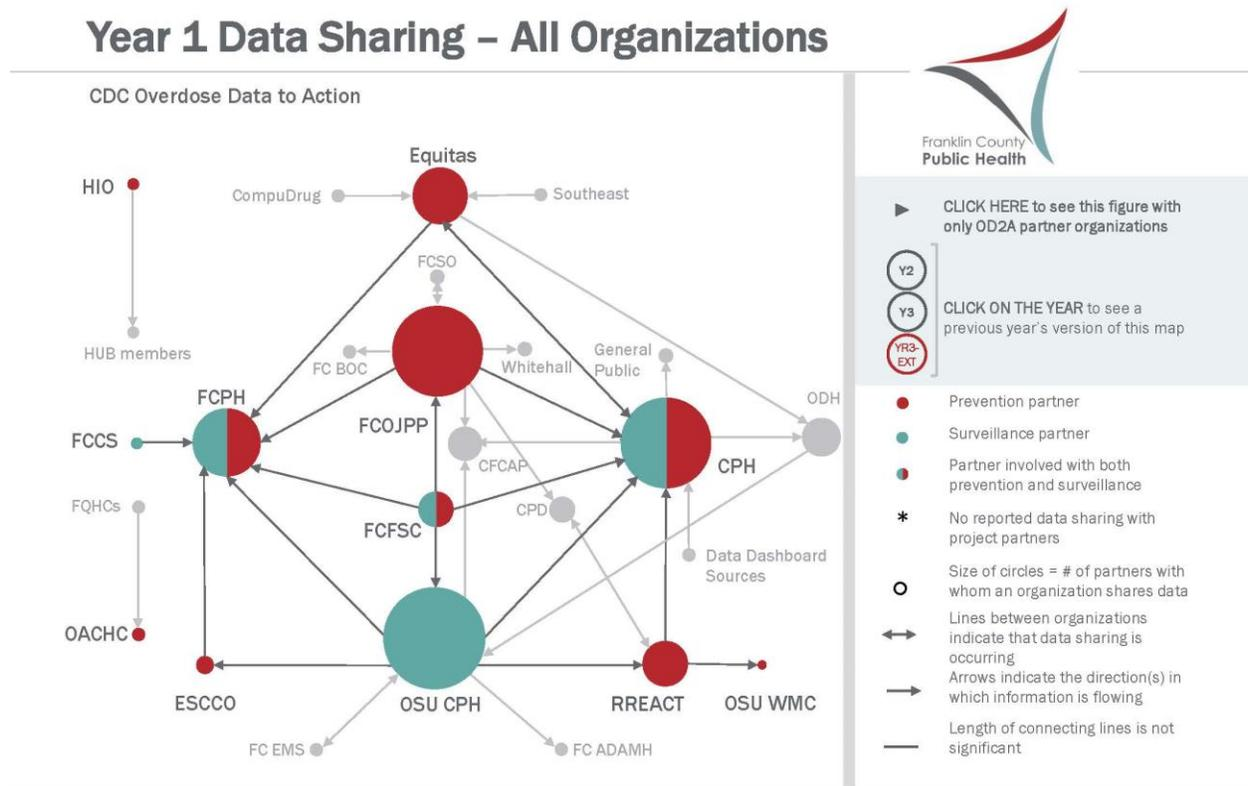 Year 1 Data Sharing – All Organizations
CDC Overdose Data to Action
Franklin County
Public Health
Equitas
HIO
CompuDrug
Southeast
FCSO
HUB members
FC BOC
Whitehall
General
Public
FCPH
FCOJPP
ODH
FCCS
CFCAP
CPH
FQHCs
CPD
FCFSC
Data Dashboard
Sources
OACHC
ESCCO
OSU CPH
RREACT
OSU WMC
FC EMS
FC ADAMH
CLICK HERE to see this figure with
only OD2A partner organizations
Y2
Y3
YR3-
EXT
CLICK ON THE YEAR to see a
previous year's version of this map
Prevention partner
Surveillance partner
Partner involved with both
prevention and surveillance
*
No reported data sharing with
project partners
Size of circles = # of partners with
whom an organization shares data
Lines between organizations
indicate that data sharing is
occurring
Arrows indicate the direction(s) in
which information is flowing
Length of connecting lines is not
significant